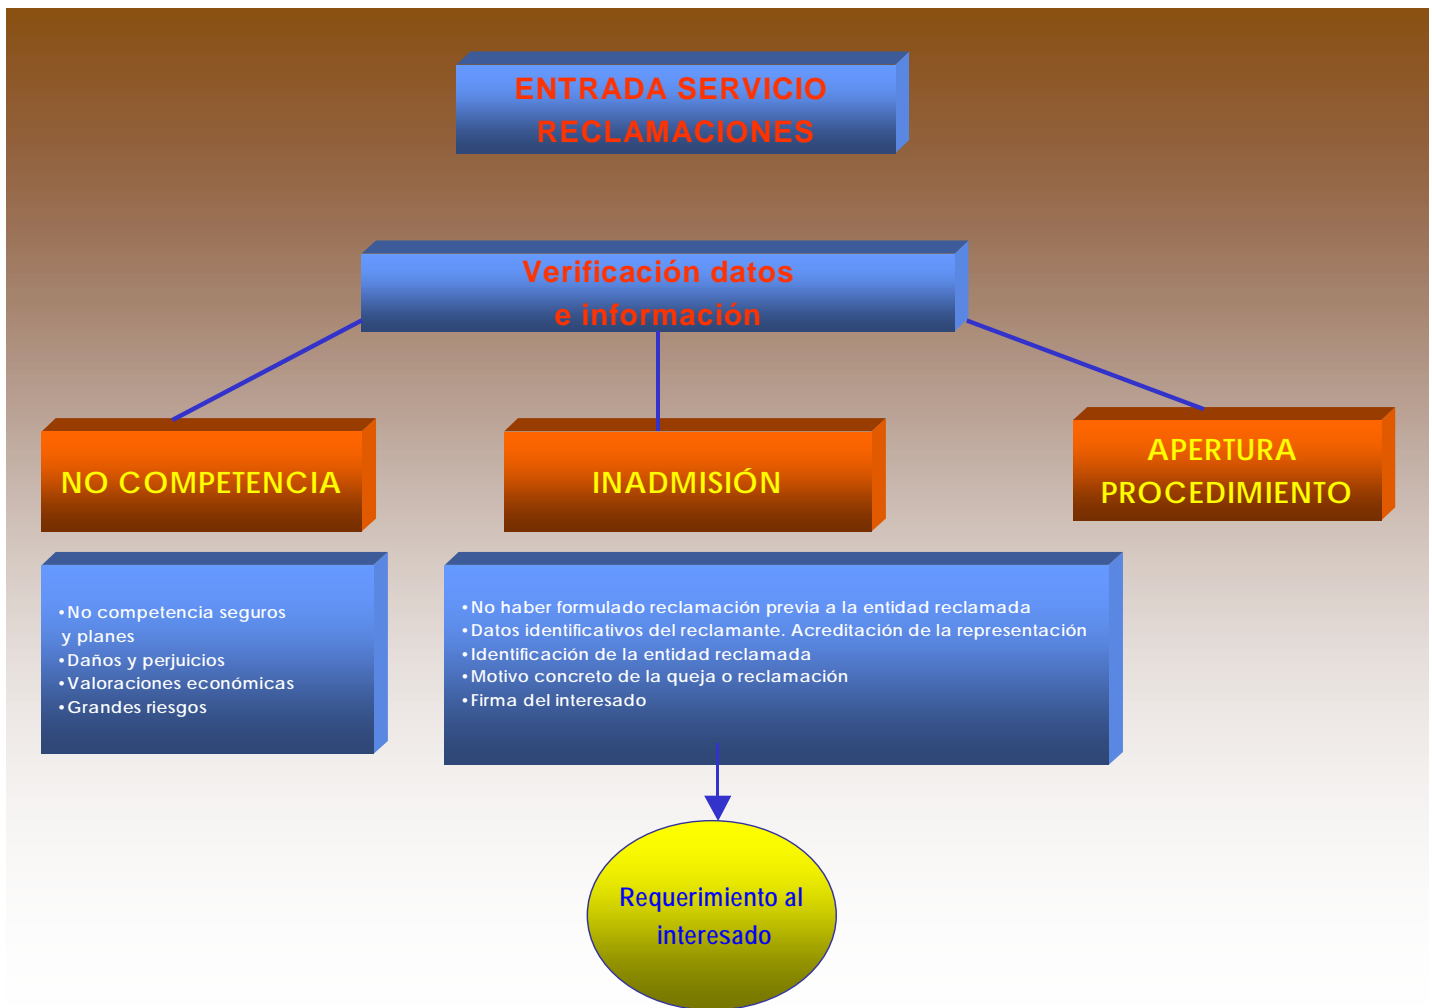 ENTRADA SERVICIO
RECLAMACIONES
Verificación datos
e información
NO COMPETENCIA
INADMISIÓN
APERTURA
PROCEDIMIENTO
•No competencia seguros
y planes
•Daños y perjuicios
•Valoraciones económicas
•Grandes riesgos
•No haber formulado reclamación previa a la entidad reclamada
•Datos identificativos del reclamante. Acreditación de la representación
•Identificación de la entidad reclamada
•Motivo concreto de la queja o reclamación
•Firma del interesado
Requerimiento al
interesado